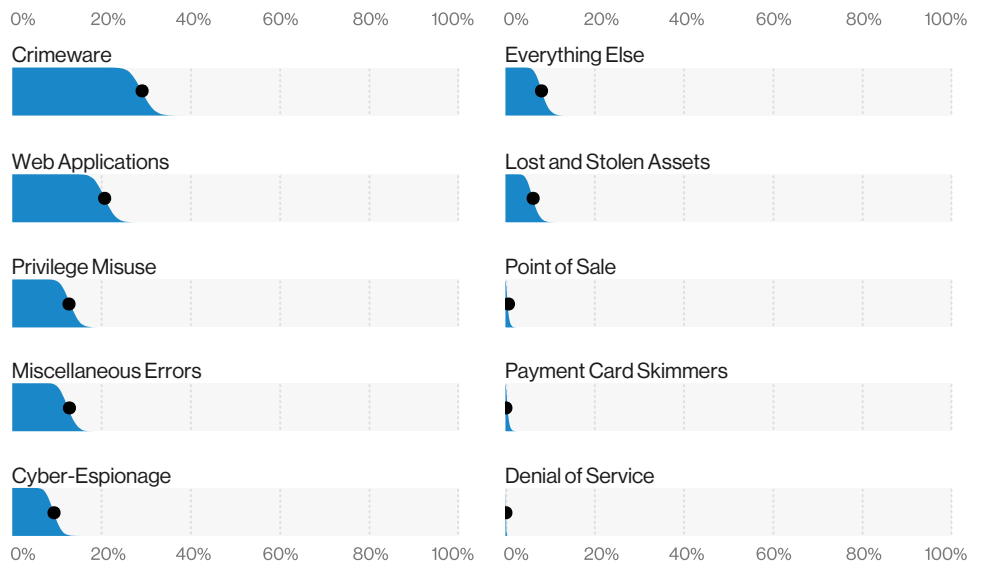 0% 20% 40% 60% 80% 100% 0% 20% 40% 60% 80% 100%
Crimeware Everything Else
Web Applications Lost and Stolen Assets
Privilege Misuse Point of Sale
Miscellaneous Errors Payment Card Skimmers
Cyber-Espionage Denial of Service
0% 20% 40% 60% 80% 100% 0% 20% 40% 60% 80% 100%